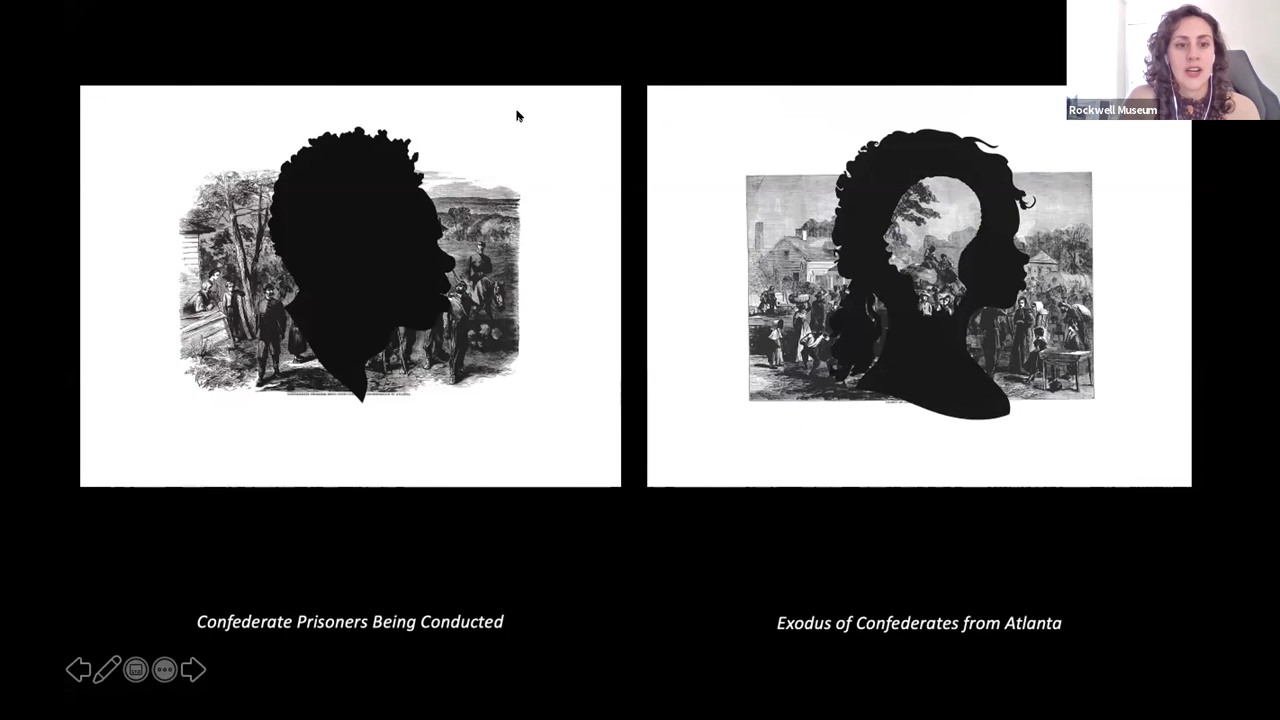 Rockwell Museum
Confederate Prisoners Being Conducted
Exodus of Confederates from Atlanta